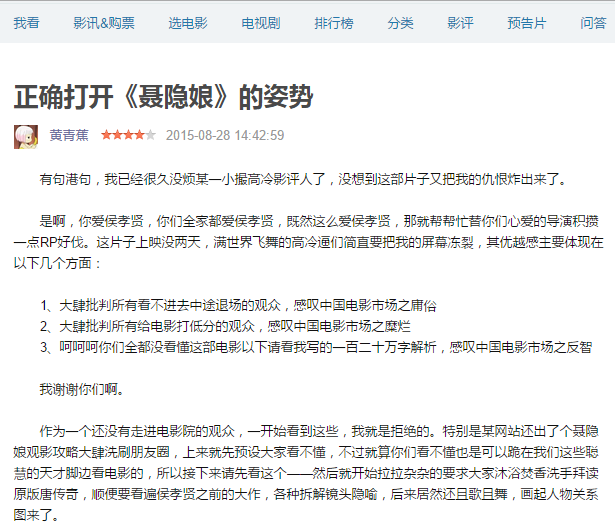 我看 影讯&购票 选电影 电视剧 排行榜 分类 影评 预告片 问答
正确打开《聂隐娘》的姿势
黄青蕉 2015-08-28 14:42:59
有句港句，我已经很久没烦某一小撮高冷影评人了，没想到这部片子又把我的仇恨炸出来了。
是啊，你爱侯孝贤，你们全家都爱侯孝贤，既然这么爱侯孝贤，那就帮帮忙替你们心爱的导演积攒
一点RP好伐。这片子上映没两天，满世界飞舞的高冷逼们简直要把我的屏幕冻裂，其优越感主要体现在
以下几个方面：
1、大肆批判所有看不进去中途退场的观众，感叹中国电影市场之庸俗
2、大肆批判所有给电影打低分的观众，感叹中国电影市场之糜烂
3、呵呵呵你们全都没看懂这部电影以下请看我写的一百二十万字解析，感叹中国电影市场之反智
我谢谢你们啊。
作为一个还没有走进电影院的观众，一开始看到这些，我就是拒绝的。特别是某网站还出了个聂隐
娘观影攻略大肆洗刷朋友圈，上来就先预设大家看不懂，不过就算你们看不懂也是可以跪在我们这些聪
慧的天才脚边看电影的，所以接下来请先看这个——然后就开始拉拉杂杂的要求大家沐浴焚香洗手拜读
原版唐传奇，顺便要看遍侯孝贤之前的大作，各种拆解镜头隐喻，后来居然还且歌且舞，画起人物关系
图来了。